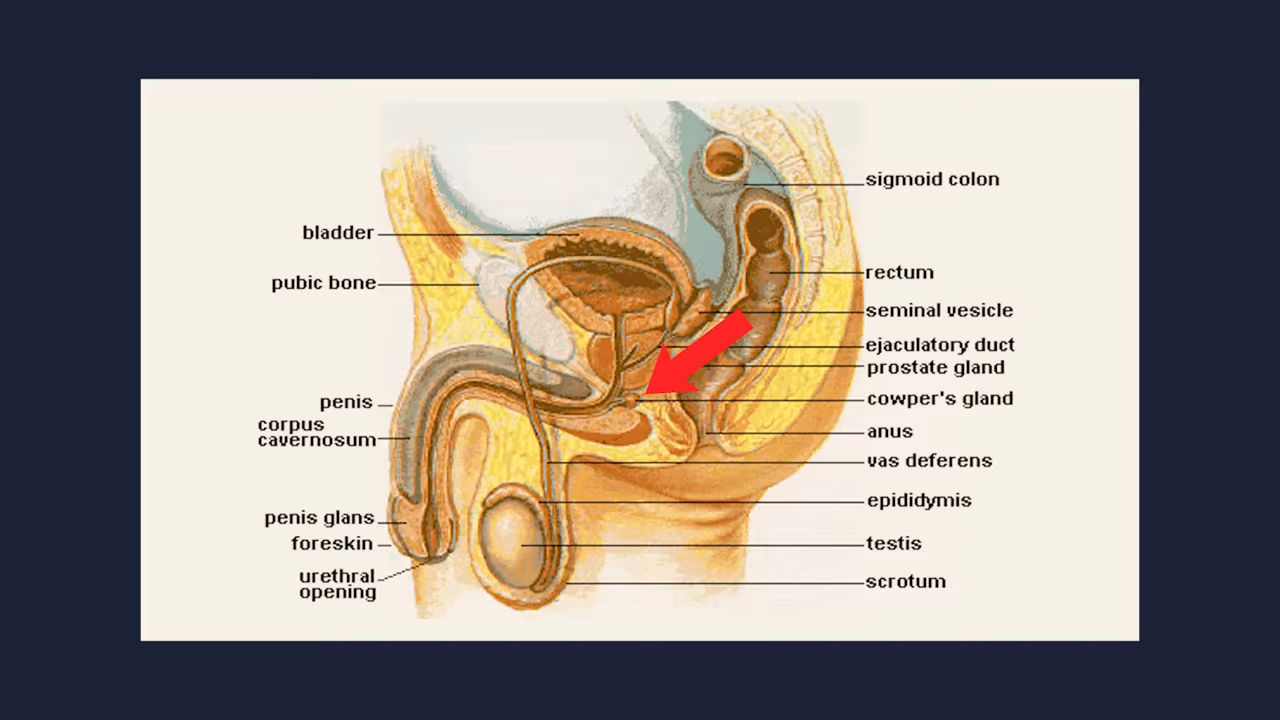 bladder
pubic bone
penis
corpus
cavernosum
penis glans
foreskin
urethral
opening
sigmoid colon
rectum
seminal vesicle
ejaculatory duct
prostate gland
cowper's gland
anus
vas deferens
epididymis
testis
scrotum